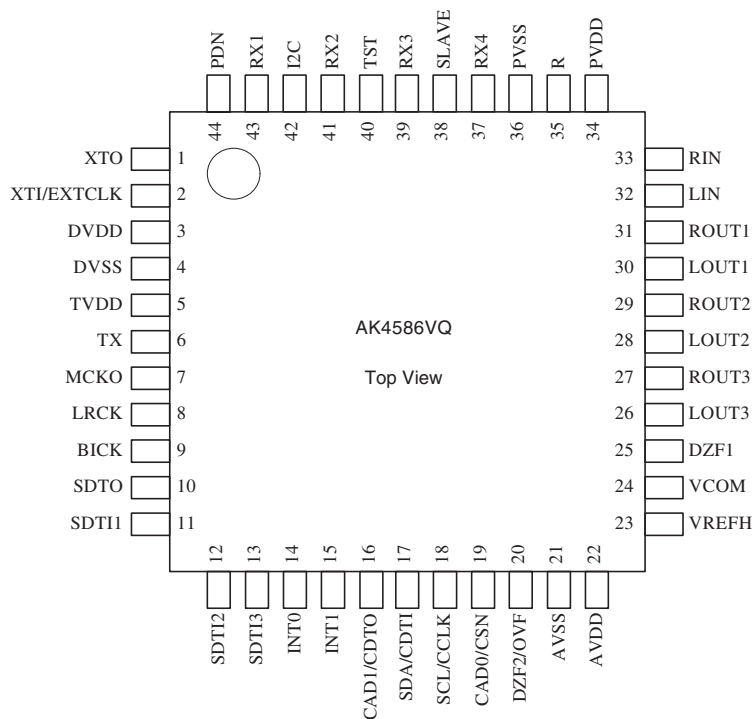 PDN RX1 I2C RX2 TST RX3 SLAVE RX4 PVSS R PVDD
44 43 42 41 40 39 38 37 36 35 34
XTO 1 33 RIN
XTI/EXTCLK 2 32 LIN
DVDD 3 31 ROUT1
DVSS 4 30 LOUT1
TVDD 5 29 ROUT2
AK4586VQ
TX 6 28 LOUT2
Top View
MCKO 7 27 ROUT3
LRCK 8 26 LOUT3
BICK 9 25 DZF1
SDTO 10 24 VCOM
SDTI1 11 23 VREFH
12 13 14 15 16 17 18 19 20 21 22
SDTI2 SDTI3 INT0 INT1 CAD1/CDTO SDA/CDTI SCL/CCLK CAD0/CSN DZF2/OVF AVSS AVDD